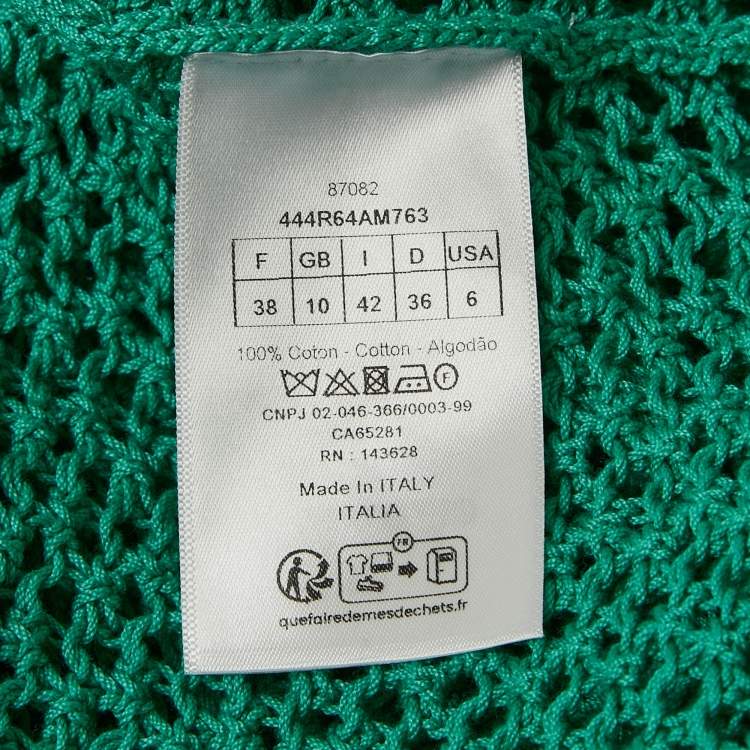 87082
444R64AM763
F GB I D USA
38 10 42 36 6
100% Coton - Cotton - Algodão
F
CNPJ 02-046-366/0003-99
CA65281
RN : 143628
Made In ITALY
ITALIA
FR
quefairedemesdechets.fr